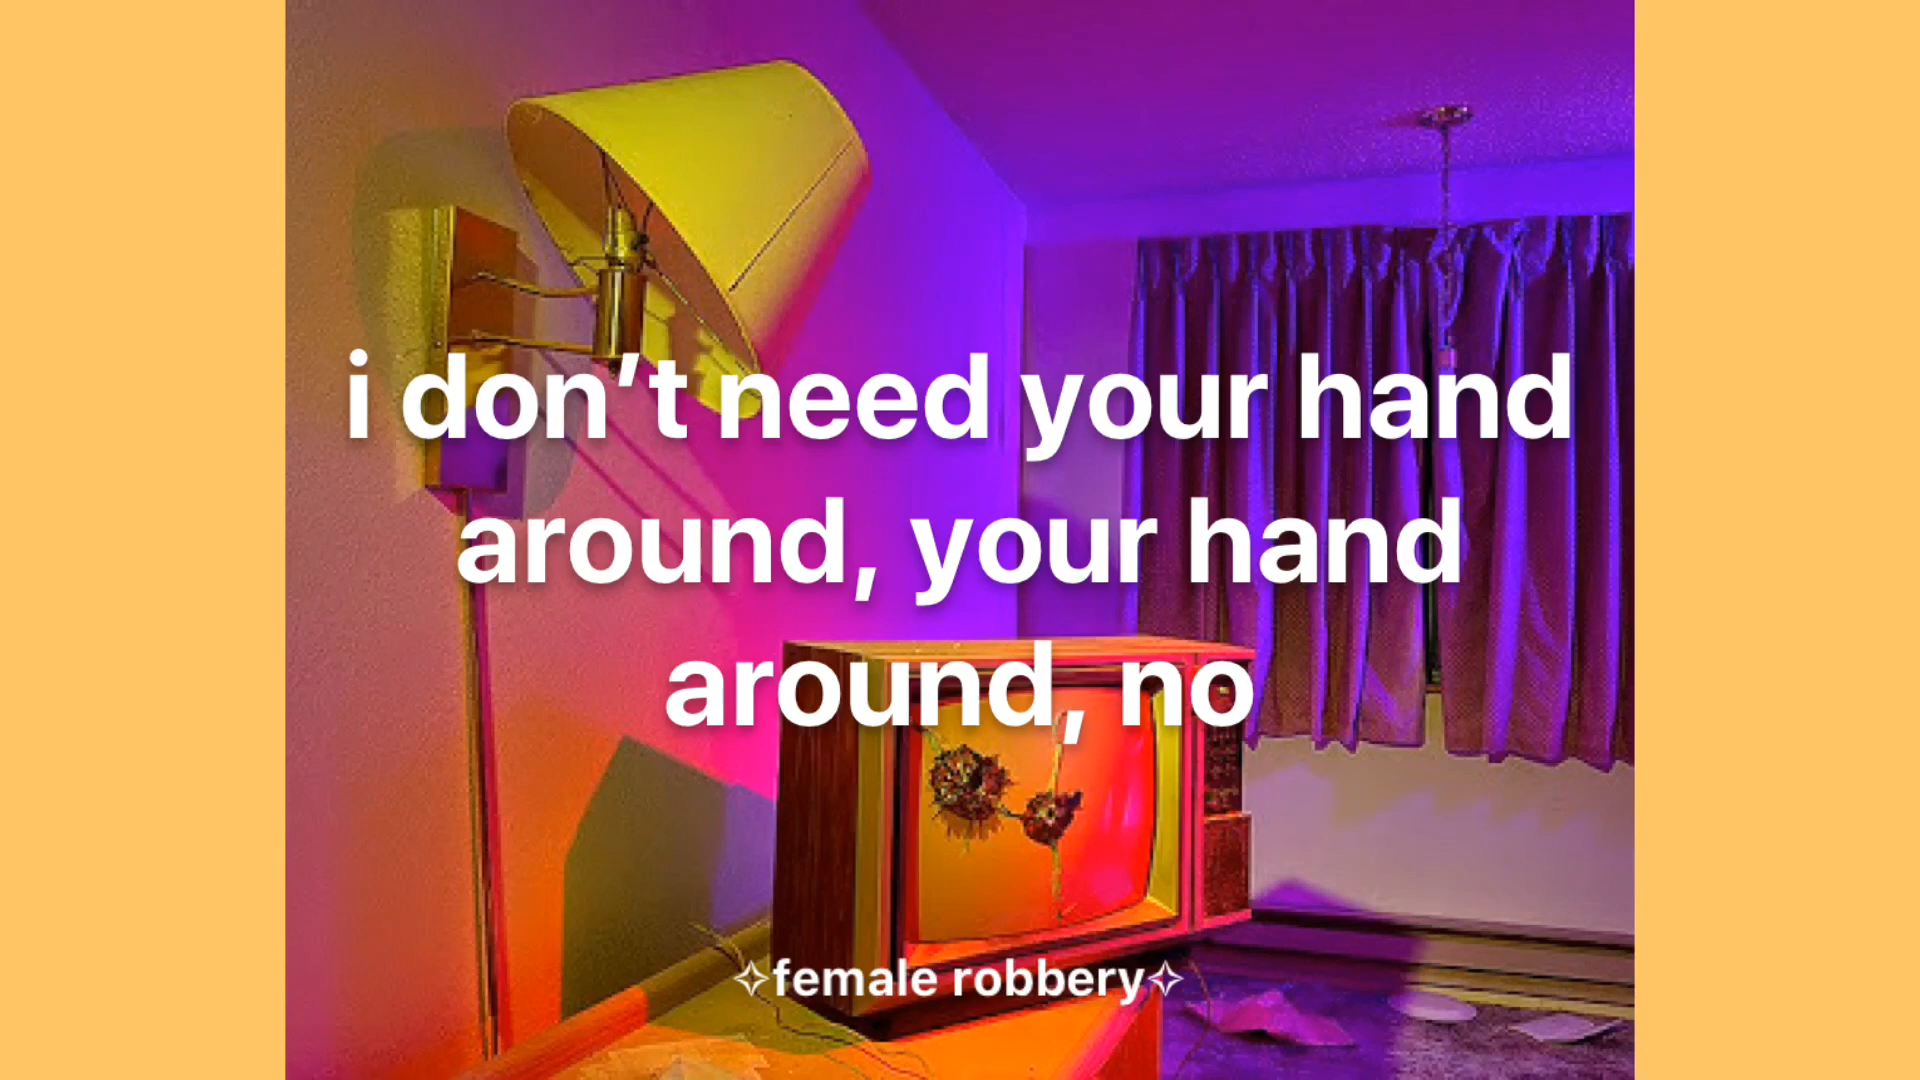 i don’t need your hand
around, your hand
around, no
✧female robbery✧